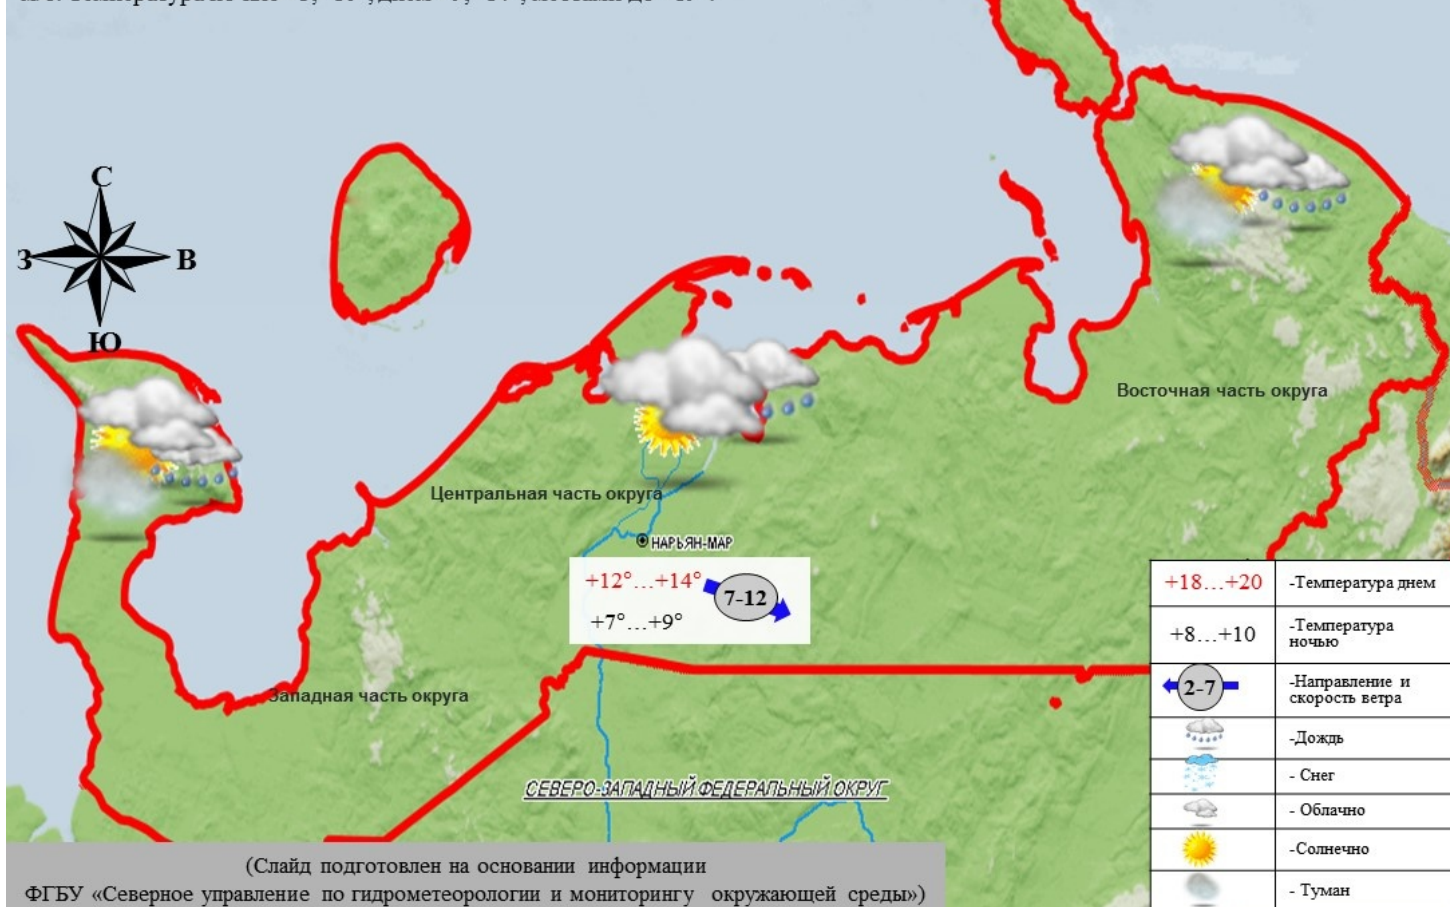 С
З
В
Ю
Восточная часть округа
Центральная часть округа
НАРЬЯН-МАР
+12°…+14°
7-12
+7°…+9°
Западная часть округа
СЕВЕРО-ЗАПАДНЫЙ ФЕДЕРАЛЬНЫЙ ОКРУГ
+18…+20
-Температура днем
+8…+10
-Температура
ночью
2-7
-Направление и
скорость ветра
-Дождь
- Снег
- Облачно
-Солнечно
- Туман
(Слайд подготовлен на основании информации
ФГБУ «Северное управление по гидрометеорологии и мониторингу окружающей среды»)